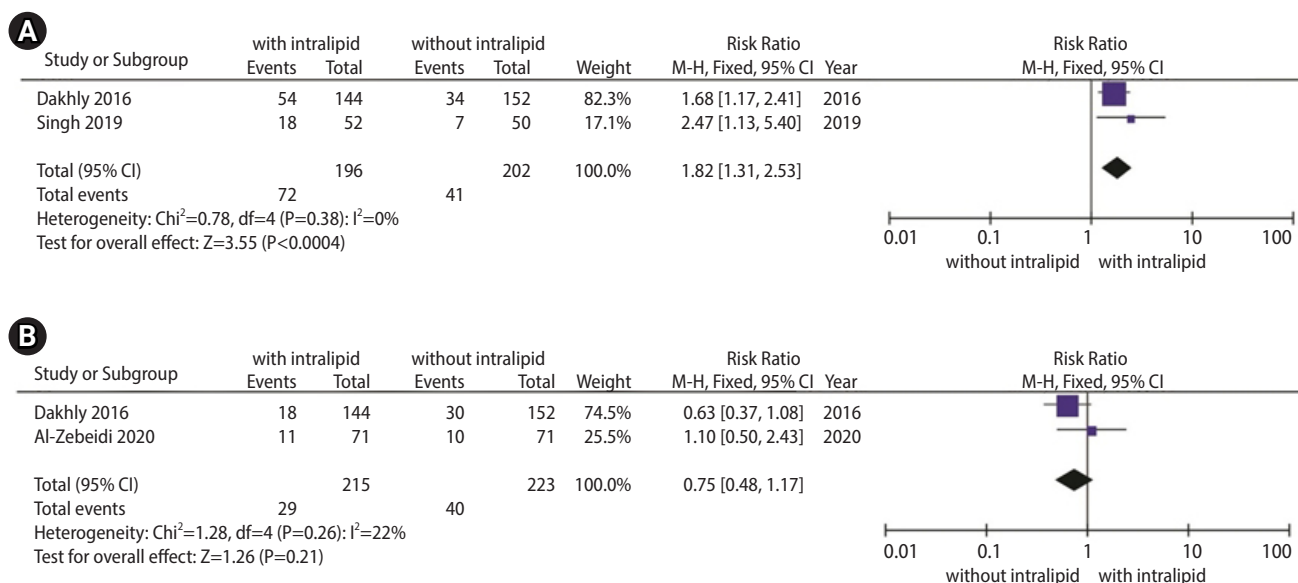 A
with intralipid without intralipid Risk Ratio Risk Ratio
Study or Subgroup Events Total Events Total Weight M-H, Fixed, 95% CI Year M-H, Fixed, 95% CI
Dakhly 2016 54 144 34 152 82.3% 1.68 [1.17, 2.41] 2016
Singh 2019 18 52 7 50 17.1% 2.47 [1.13, 5.40] 2019
Total (95% CI) 196 202 100.0% 1.82 [1.31, 2.53]
Total events 72 41
Heterogeneity: Chi²=0.78, df=4 (P=0.38): I²=0%
Test for overall effect: Z=3.55 (P<0.0004)
0.01 0.1 1 10 100
without intralipid with intralipid
B
with intralipid without intralipid Risk Ratio Risk Ratio
Study or Subgroup Events Total Events Total Weight M-H, Fixed, 95% CI Year M-H, Fixed, 95% CI
Dakhly 2016 18 144 30 152 74.5% 0.63 [0.37, 1.08] 2016
Al-Zebeidi 2020 11 71 10 71 25.5% 1.10 [0.50, 2.43] 2020
Total (95% CI) 215 223 100.0% 0.75 [0.48, 1.17]
Total events 29 40
Heterogeneity: Chi²=1.28, df=4 (P=0.26): I²=22%
Test for overall effect: Z=1.26 (P=0.21)
0.01 0.1 1 10 100
without intralipid with intralipid